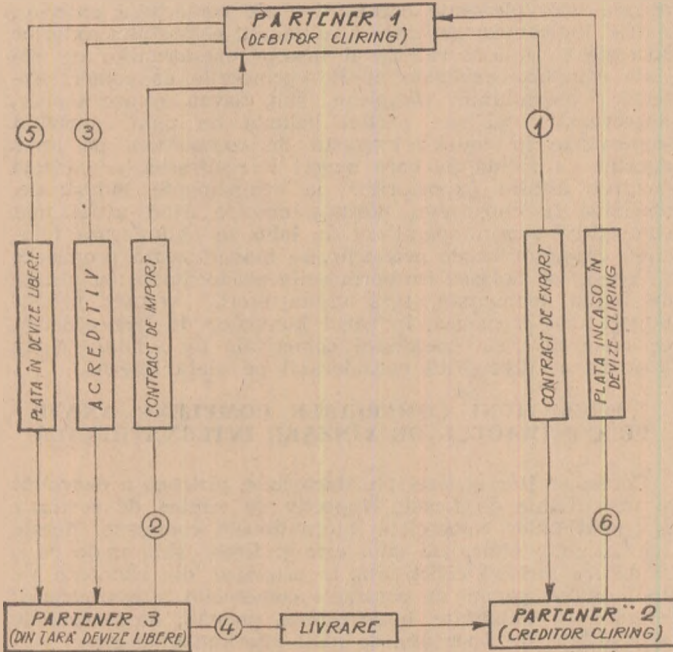 PARTENER 1
(DEBITOR CLIRING)
5
3
1
PLATA ÎN DEVIZE LIBERE
ACREDITIV
CONTRACT DE IMPORT
CONTRACT DE EXPORT
PLATA INCASO ÎN
DEVIZE CLIRING
2
6
PARTENER 3
(DIN ȚARĂ DEVIZE LIBERE)
4
LIVRARE
PARTENER 2
(CREDITOR CLIRING)